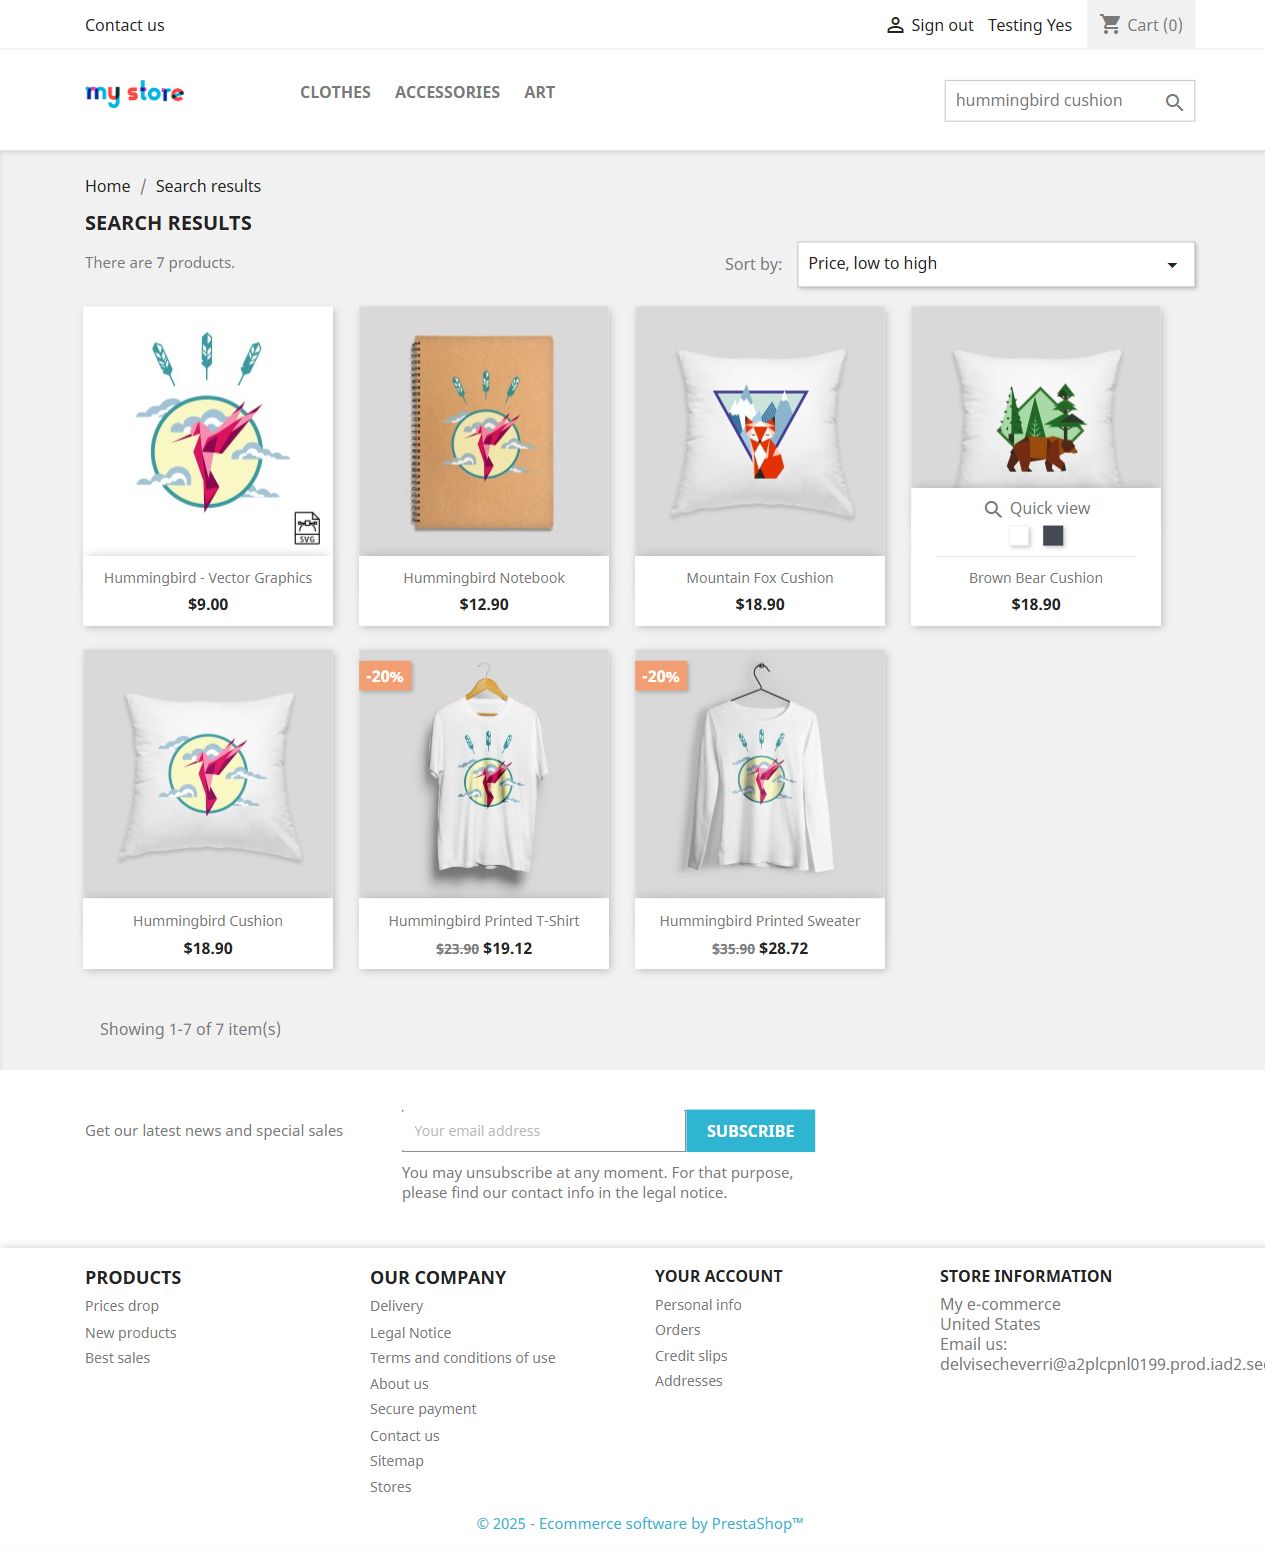 Contact us
Sign out
Testing Yes
Cart (0)
my store
CLOTHES
ACCESSORIES
ART
hummingbird cushion
Home / Search results
SEARCH RESULTS
There are 7 products.
Sort by:
Price, low to high
SVG
Quick view
Hummingbird - Vector Graphics
Hummingbird Notebook
Mountain Fox Cushion
Brown Bear Cushion
$9.00
$12.90
$18.90
$18.90
-20%
-20%
Hummingbird Cushion
Hummingbird Printed T-Shirt
Hummingbird Printed Sweater
$18.90
$23.90 $19.12
$35.90 $28.72
Showing 1-7 of 7 item(s)
Get our latest news and special sales
Your email address
SUBSCRIBE
You may unsubscribe at any moment. For that purpose,
please find our contact info in the legal notice.
PRODUCTS
Prices drop
New products
Best sales
OUR COMPANY
Delivery
Legal Notice
Terms and conditions of use
About us
Secure payment
Contact us
Sitemap
Stores
YOUR ACCOUNT
Personal info
Orders
Credit slips
Addresses
STORE INFORMATION
My e-commerce
United States
Email us:
delvisecheverri@a2plcpnl0199.prod.iad2.sec
© 2025 - Ecommerce software by PrestaShop™